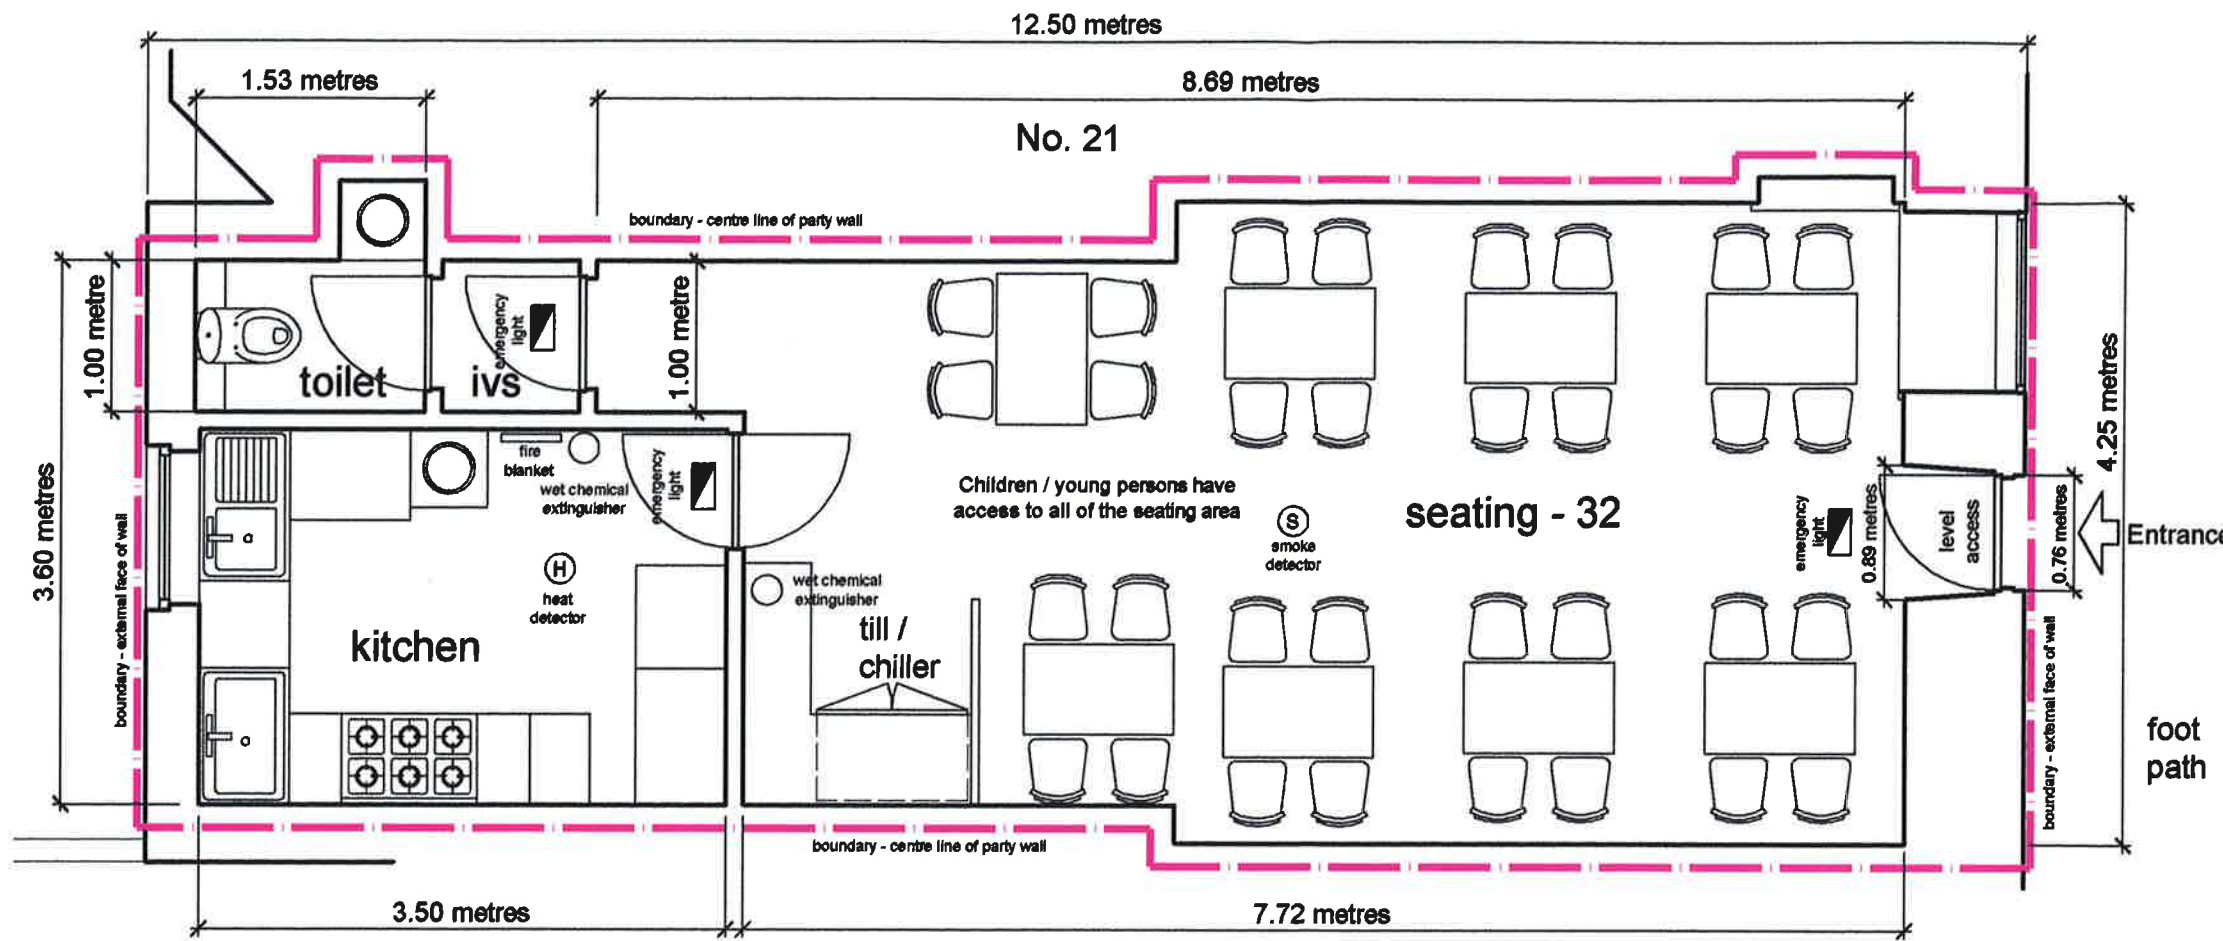 12.50 metres
1.53 metres
8.69 metres
No. 21
boundary - centre line of party wall
1.00 metre
emergency
light
toilet
ivs
1.00 metre
3.60 metres
4.25 metres
fire
blanket
wet chemical
extinguisher
emergency
light
Children / young persons have
access to all of the seating area
seating - 32
S
smoke
detector
emergency
light
0.89 metres
level
access
0.76 metres
Entrance
boundary - external face of wall
H
heat
detector
kitchen
wet chemical
extinguisher
till /
chiller
boundary - external face of wall
foot
path
boundary - centre line of party wall
3.50 metres
7.72 metres